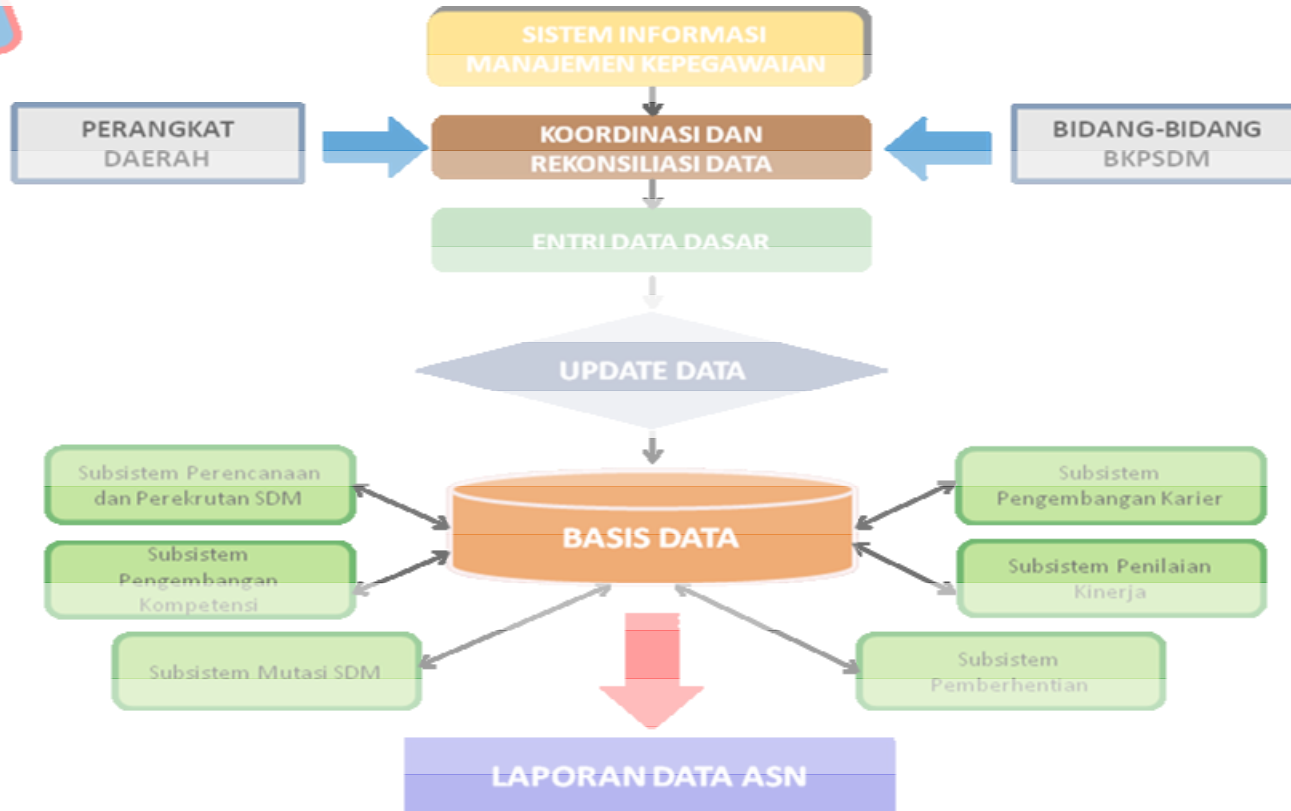 SISTEM INFORMASI
MANAJEMEN KEPEGAWAIAN
PERANGKAT
DAERAH
KOORDINASI DAN
REKONSILIASI DATA
BIDANG-BIDANG
BKPSDM
ENTRI DATA DASAR
UPDATE DATA
Subsistem Perencanaan
dan Perekrutan SDM
Subsistem
Pengembangan Karier
BASIS DATA
Subsistem
Pengembangan
Kompetensi
Subsistem Penilaian
Kinerja
Subsistem Mutasi SDM
Subsistem
Pemberhentian
LAPORAN DATA ASN